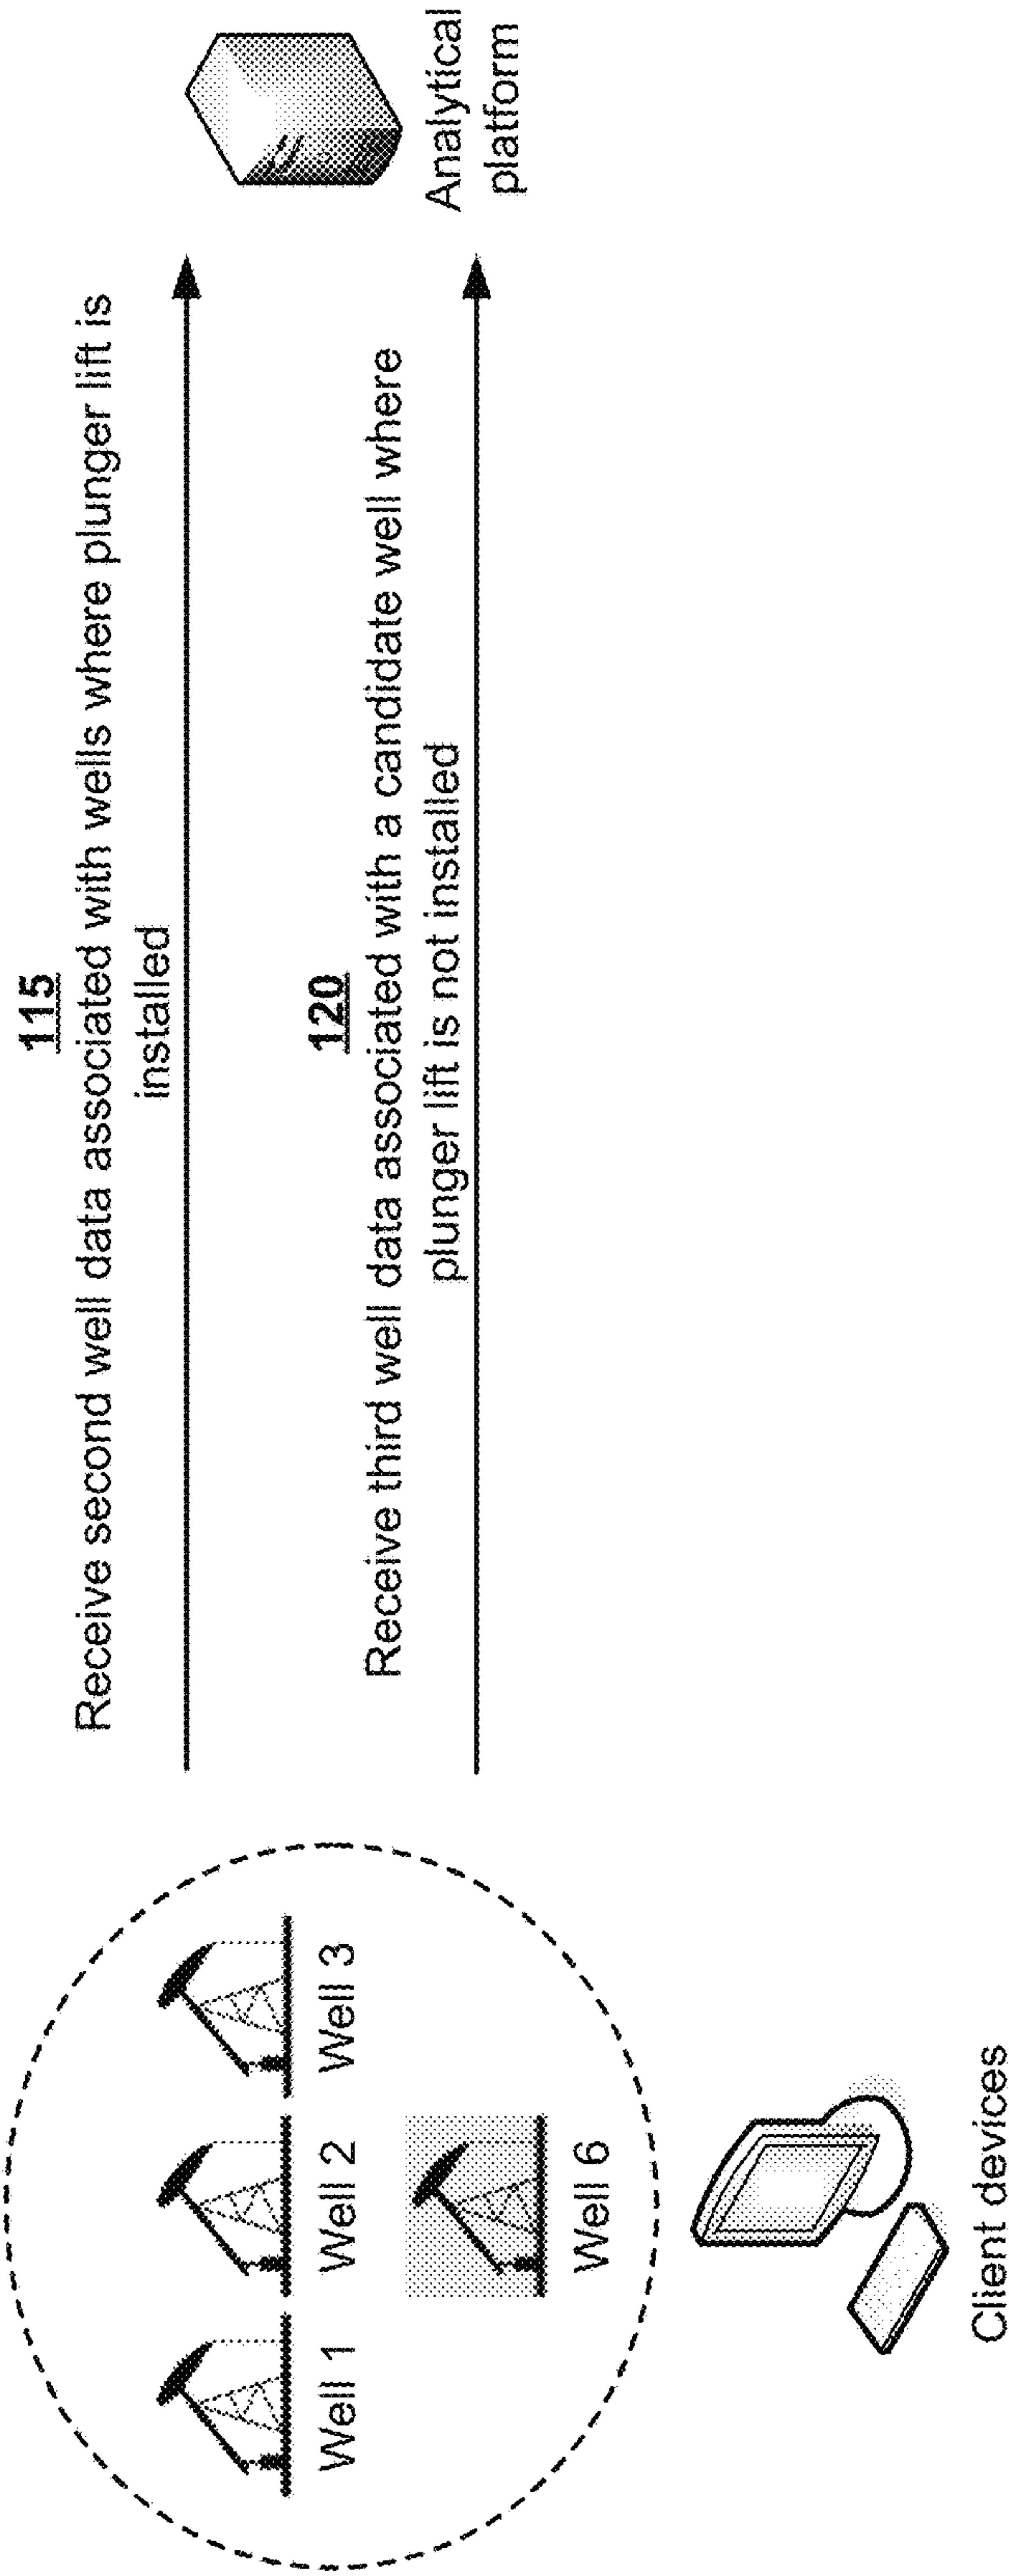 115
Receive second well data associated with wells where plunger lift is
installed
120
Receive third well data associated with a candidate well where
plunger lift is not installed
Analytical
platform
Well 1
Well 2
Well 3
Well 6
Client devices